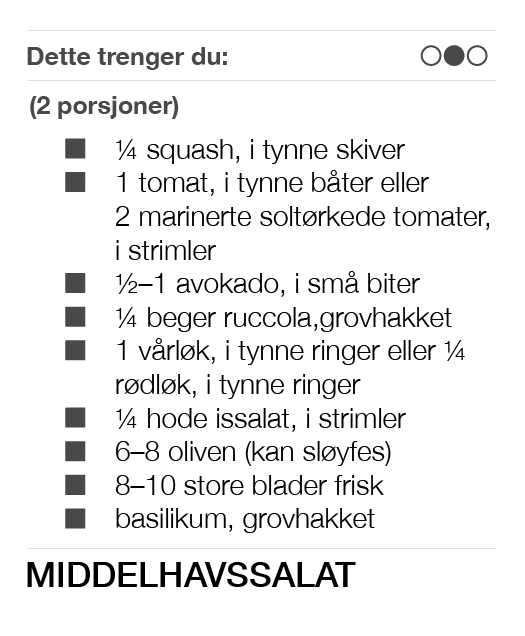 Dette trenger du:
(2 porsjoner)
¼ squash, i tynne skiver
1 tomat, i tynne båter eller
2 marinerte soltørkede tomater,
i strimler
½–1 avokado, i små biter
¼ beger ruccola,grovhakket
1 vårløk, i tynne ringer eller ¼
rødløk, i tynne ringer
¼ hode issalat, i strimler
6–8 oliven (kan sløyfes)
8–10 store blader frisk
basilikum, grovhakket
MIDDELHAVSSALAT